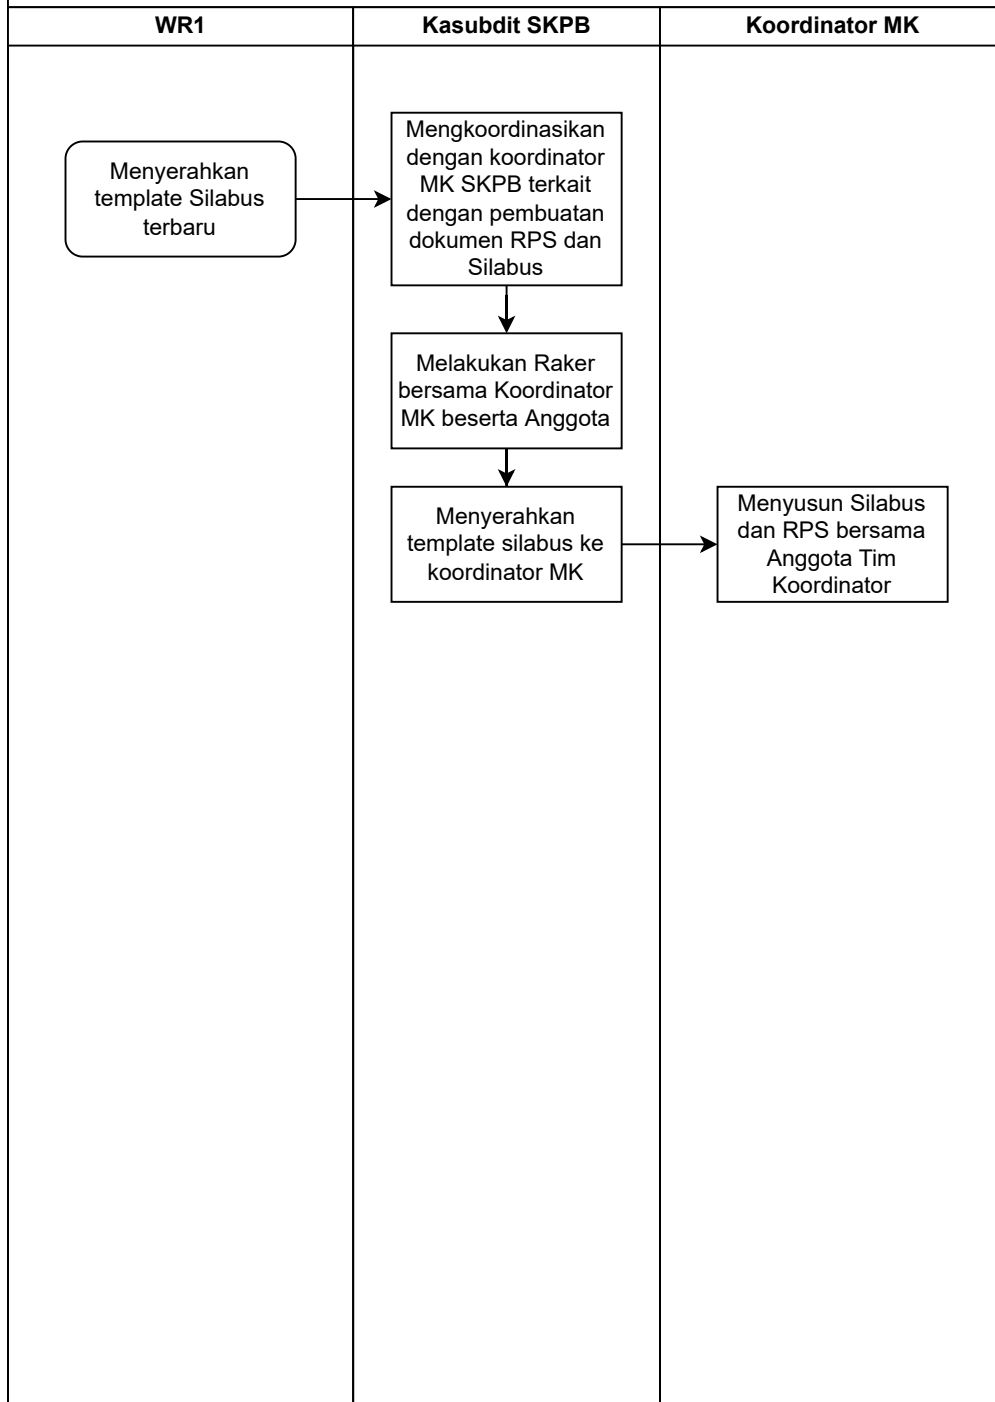 WR1
Kasubdit SKPB
Koordinator MK
Menyerahkan
template Silabus
terbaru
Mengkoordinasikan
dengan koordinator
MK SKPB terkait
dengan pembuatan
dokumen RPS dan
Silabus
Melakukan Raker
bersama Koordinator
MK beserta Anggota
Menyerahkan
template silabus ke
koordinator MK
Menyusun Silabus
dan RPS bersama
Anggota Tim
Koordinator